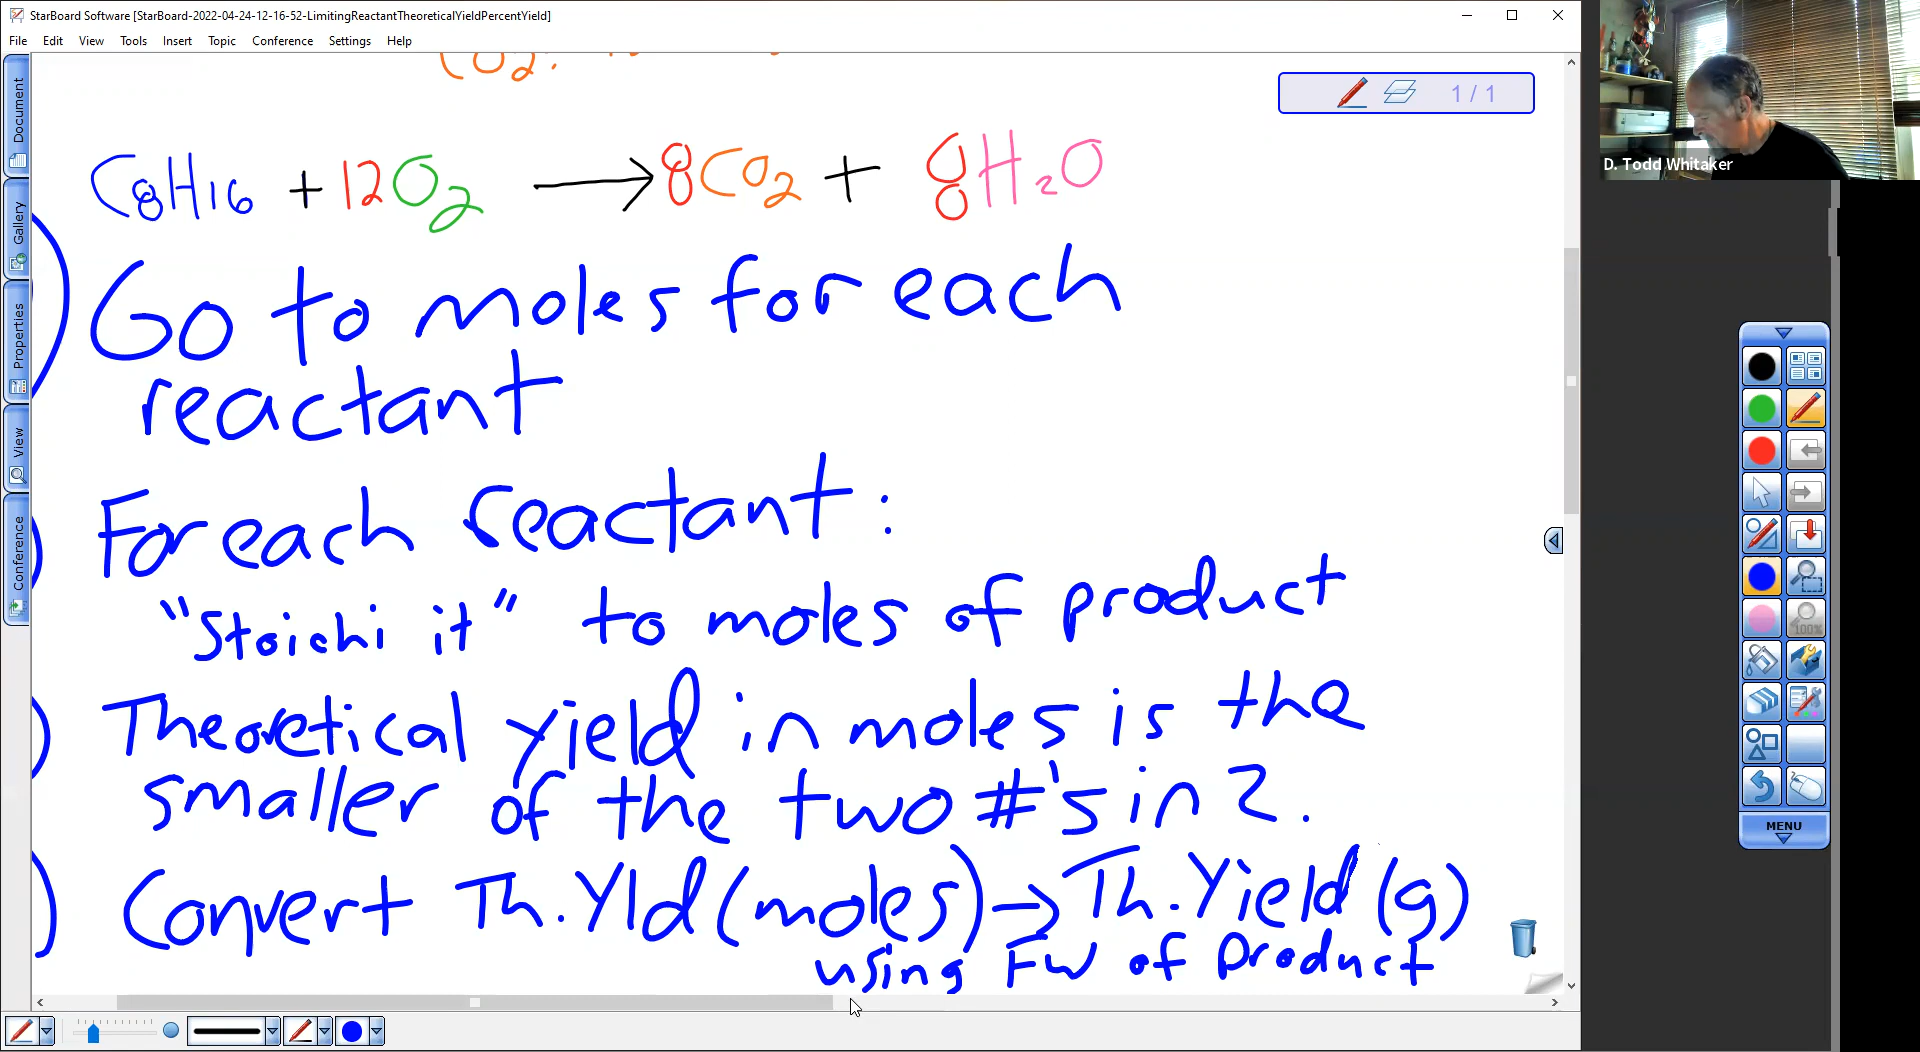 StarBoard Software [StarBoard-2022-04-24-12-16-52-LimitingReactantTheoreticalYieldPercentYield]
File Edit View Tools Insert Topic Conference Settings Help
CO2:
1 / 1
C8H16 + 12O2 → 8CO2 + 8H2O
Go to moles for each
reactant
For each reactant:
"Stoichi it" to moles of product
Theoretical yield in moles is the
smaller of the two #'s in 2.
Convert Th. Yld (moles) → Th. Yield (g)
using FW of Product
Document
Gallery
Properties
View
Conference
D. Todd Whitaker
100%
MENU